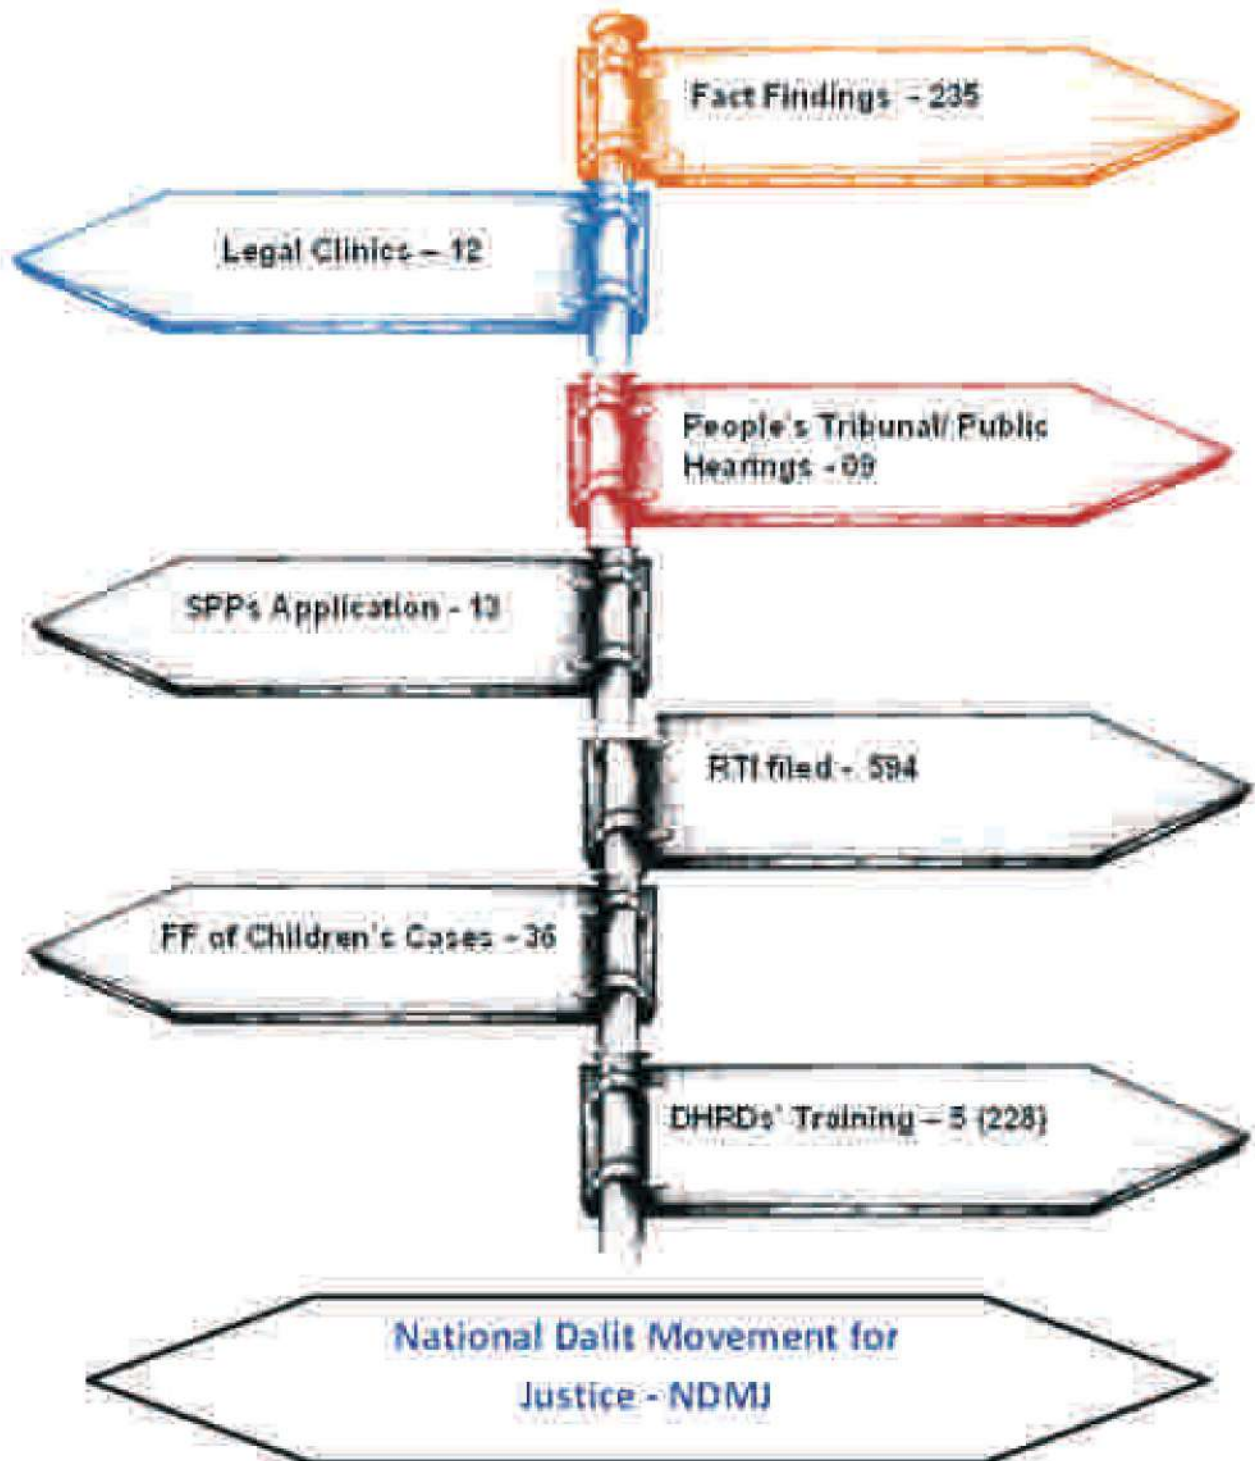 Fact Findings - 235
Legal Clinics – 12
People's Tribunal/ Public
Hearings - 09
SPPs Application - 13
RTI filed - 594
FF of Children's Cases - 36
DHRDs' Training – 5 (228)
National Dalit Movement for
Justice - NDMJ